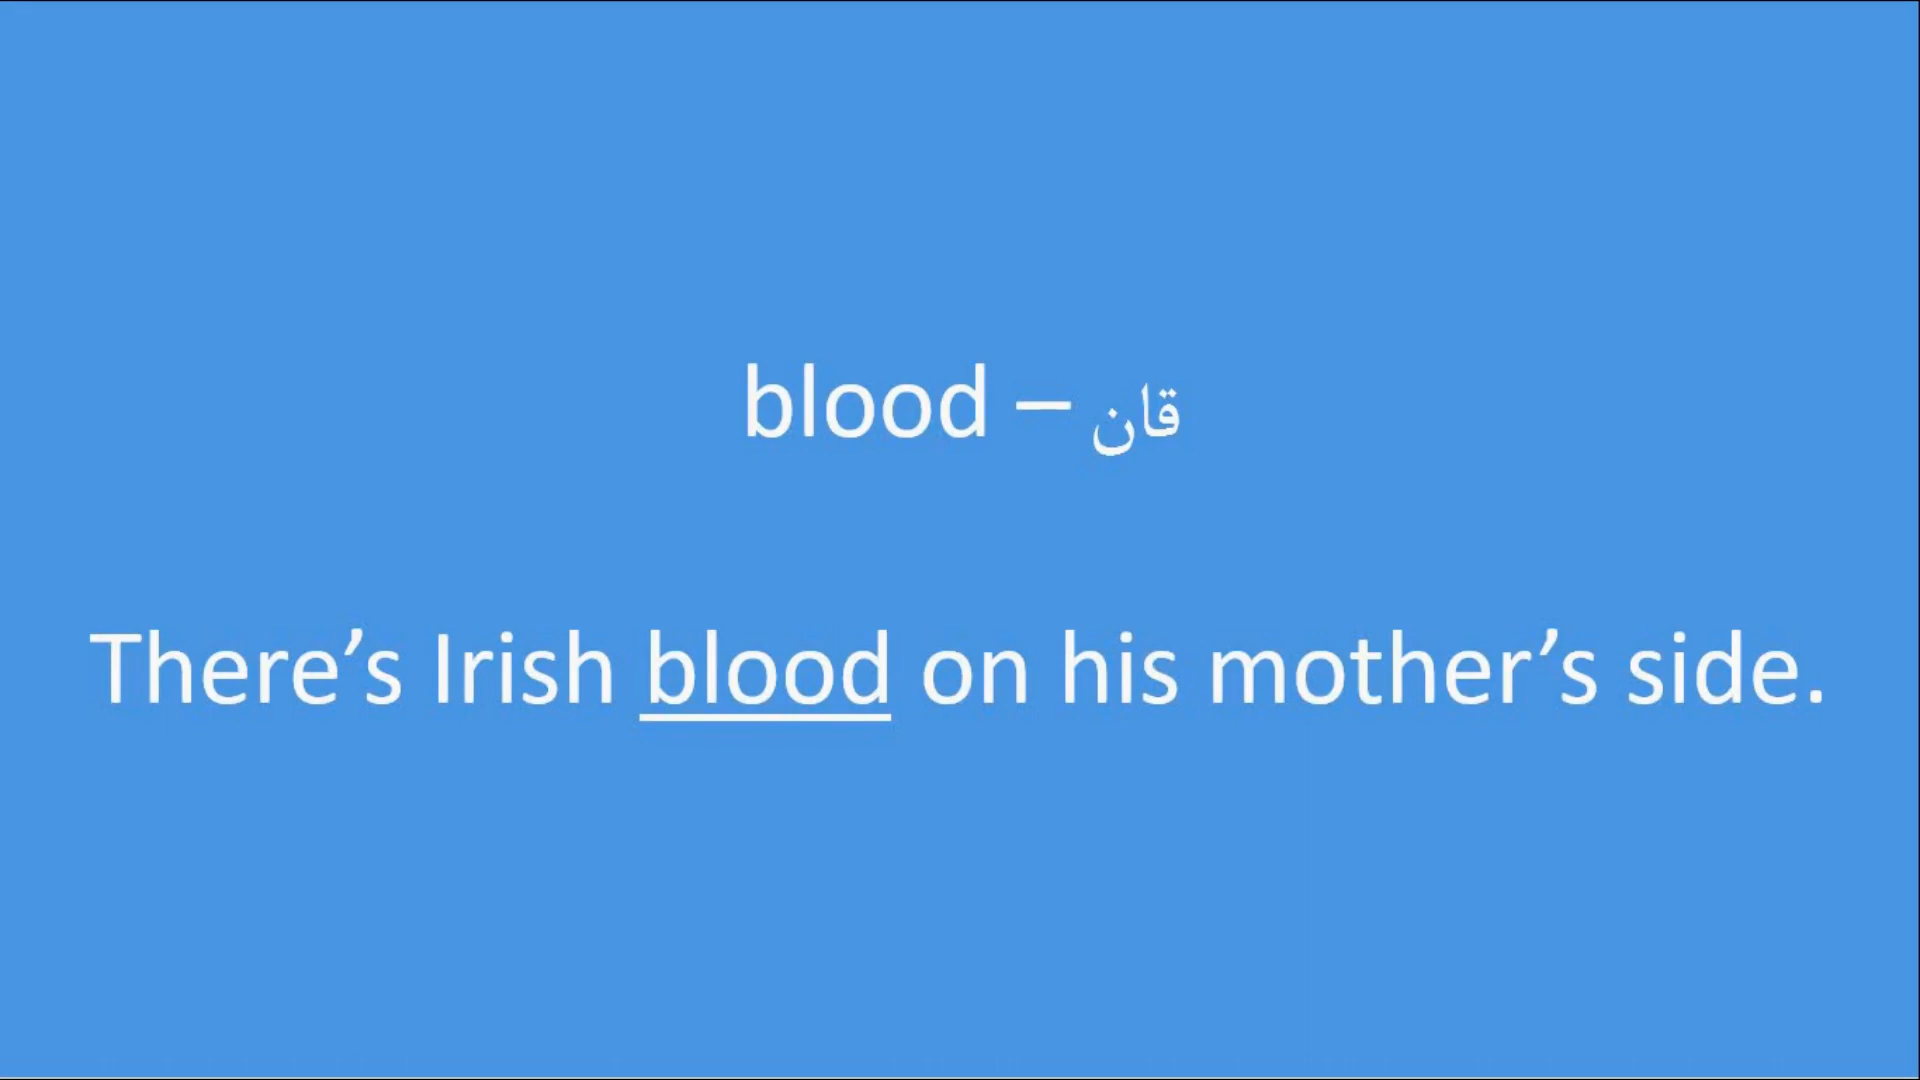 blood – قان
There’s Irish blood on his mother’s side.